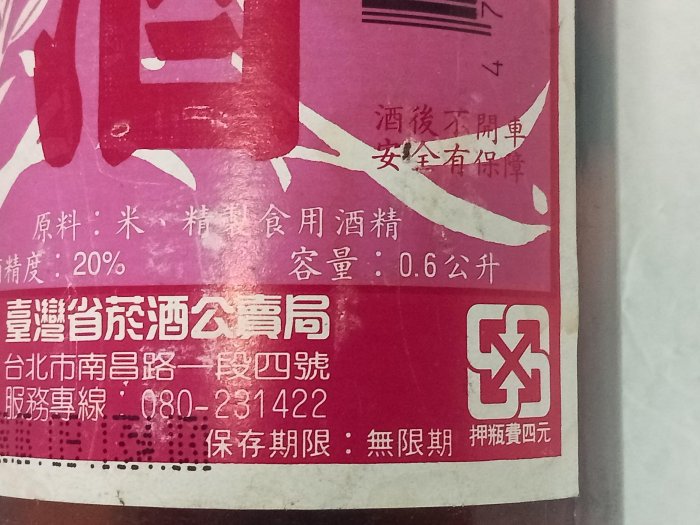 酒
酒後不開車
安全有保障
原料：米、精製食用酒精
酒精度：20%
容量：0.6公升
臺灣省菸酒公賣局
台北市南昌路一段四號
服務專線：080-231422
保存期限：無限期
押瓶費四元